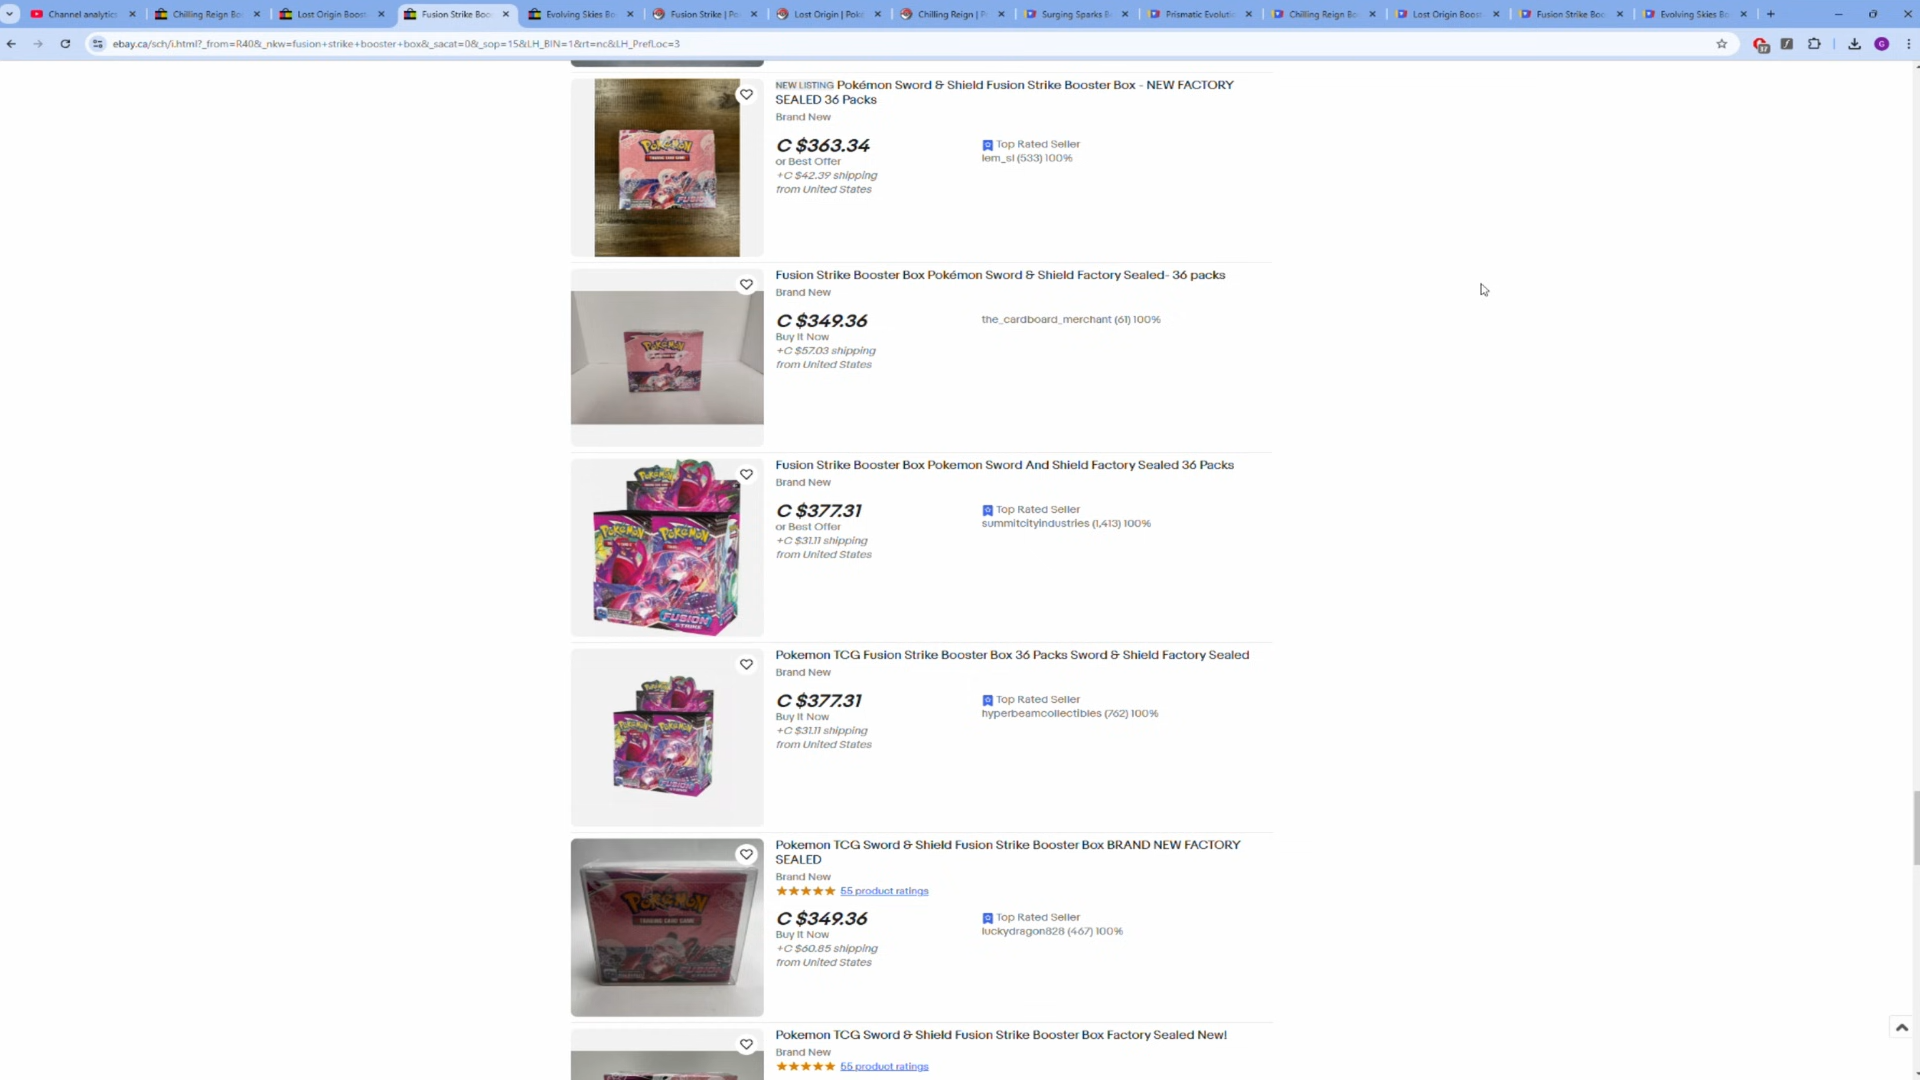 Channel analytics
Chilling Reign Bo
Lost Origin Boost
Fusion Strike Boo
Evolving Skies Bo
Fusion Strike | Po
Lost Origin | Pok
Chilling Reign | P
Surging Sparks B
Prismatic Evoluti
Chilling Reign Bo
Lost Origin Boost
Fusion Strike Boo
Evolving Skies Bo
ebay.ca/sch/i.html?_from=R40&_nkw=fusion+strike+booster+box&_sacat=0&_sop=15&LH_BIN=1&rt=nc&LH_PrefLoc=3
NEW LISTING Pokémon Sword & Shield Fusion Strike Booster Box - NEW FACTORY
SEALED 36 Packs
Brand New
C $363.34
or Best Offer
+C $42.39 shipping
from United States
Top Rated Seller
lem_sl (533) 100%
Fusion Strike Booster Box Pokémon Sword & Shield Factory Sealed- 36 packs
Brand New
C $349.36
Buy It Now
+C $57.03 shipping
from United States
the_cardboard_merchant (61) 100%
Fusion Strike Booster Box Pokemon Sword And Shield Factory Sealed 36 Packs
Brand New
C $377.31
or Best Offer
+C $31.11 shipping
from United States
Top Rated Seller
summitcityindustries (1,413) 100%
Pokemon TCG Fusion Strike Booster Box 36 Packs Sword & Shield Factory Sealed
Brand New
C $377.31
Buy It Now
+C $31.11 shipping
from United States
Top Rated Seller
hyperbeamcollectibles (762) 100%
Pokemon TCG Sword & Shield Fusion Strike Booster Box BRAND NEW FACTORY
SEALED
Brand New
55 product ratings
C $349.36
Buy It Now
+C $60.85 shipping
from United States
Top Rated Seller
luckydragon828 (467) 100%
Pokemon TCG Sword & Shield Fusion Strike Booster Box Factory Sealed New!
Brand New
55 product ratings